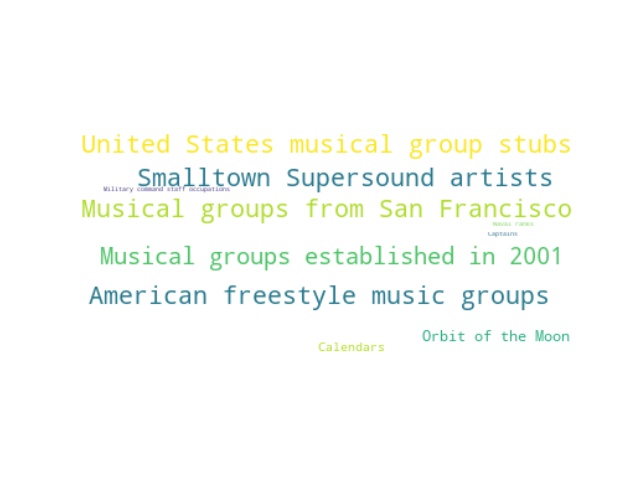 United States musical group stubs
Smalltown Supersound artists
Military command staff occupations
Musical groups from San Francisco
Naval ranks
Captains
Musical groups established in 2001
American freestyle music groups
Orbit of the Moon
Calendars